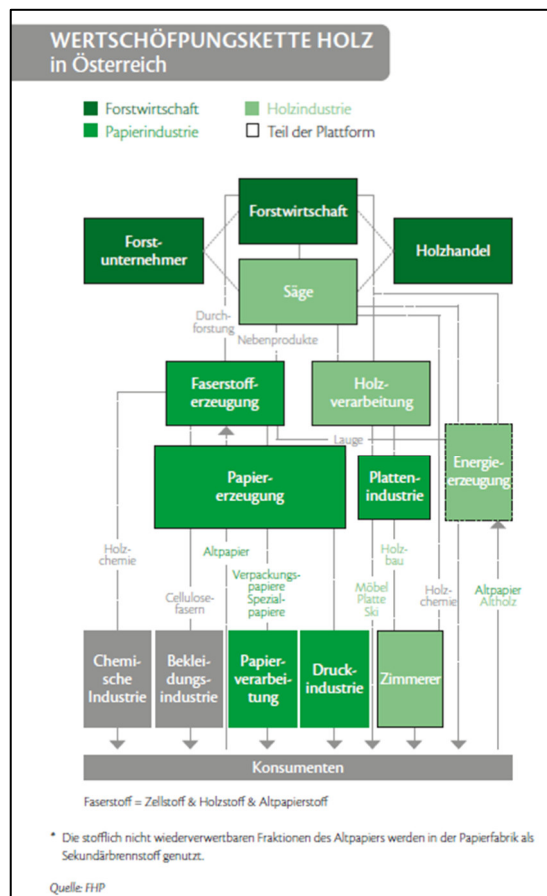 WERTSCHÖFPUNGSKETTE HOLZ
in Österreich
Forstwirtschaft
Holzindustrie
Papierindustrie
Teil der Plattform
Forstwirtschaft
Forst-
unternehmer
Holzhandel
Säge
Durch-
forstung
Nebenprodukte
Faserstoff-
erzeugung
Holz-
verarbeitung
Lauge
Energie-
erzeugung
Papier-
erzeugung
Platten-
industrie
Holz-
chemie
Altpapier
Verpackungs-
papiere
Spezial-
papiere
Cellulose-
fasern
Holz-
bau
Möbel
Platte
Ski
Holz-
chemie
Altpapier
Altholz
Chemi-
sche
Industrie
Beklei-
dungs-
industrie
Papier-
verarbei-
tung
Druck-
industrie
Zimmerer
Konsumenten
Faserstoff = Zellstoff & Holzstoff & Altpapierstoff
* Die stofflich nicht wiederverwertbaren Fraktionen des Altpapiers werden in der Papierfabrik als
Sekundärbrennstoff genutzt.
Quelle: FHP